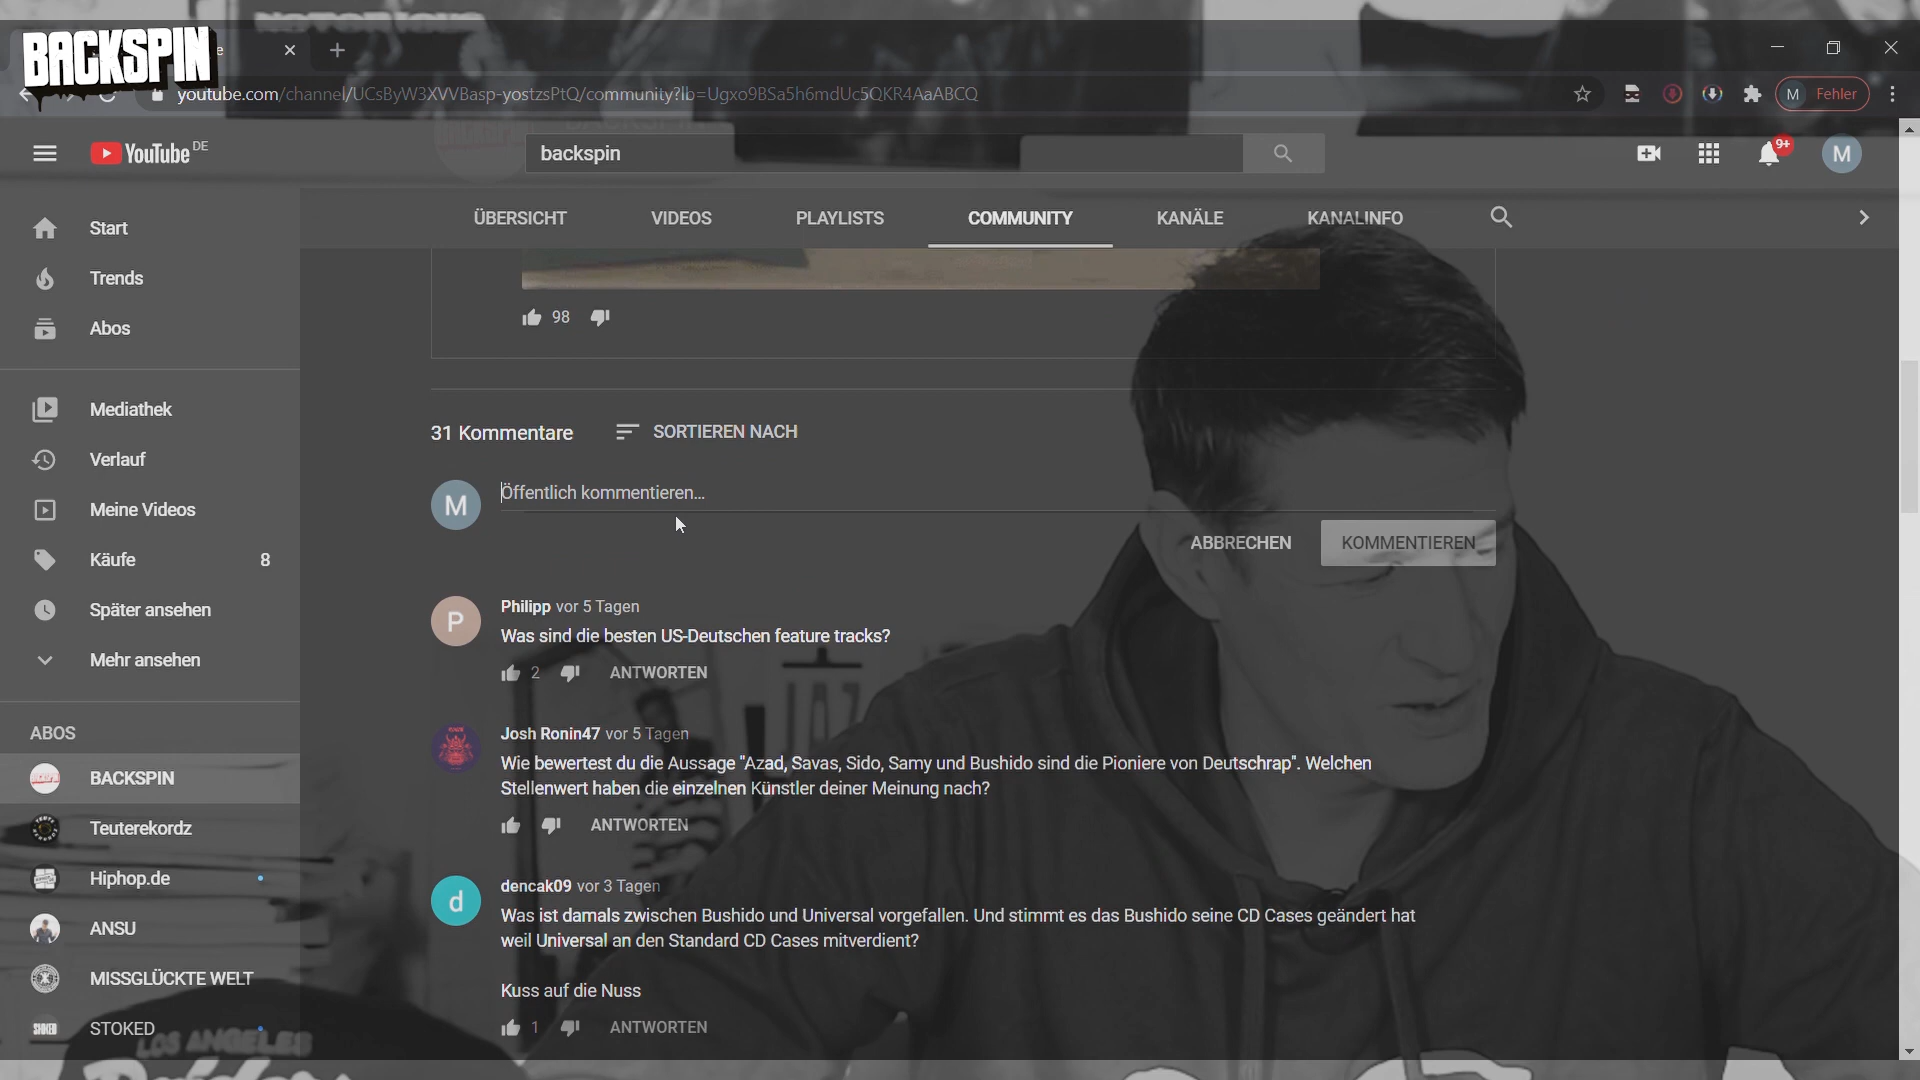 NOTORIOUS
BACKSPIN
youtube.com/channel/UCsByW3XVVBasp-yostzsPtQ/community?lb=Ugxo9BSa5h6mdUc5QKR4AaABCQ
M Fehler
YouTube DE
backspin
9+
M
ÜBERSICHT VIDEOS PLAYLISTS COMMUNITY KANÄLE KANALINFO
Start
Trends
Abos
Mediathek
Verlauf
Meine Videos
Käufe 8
Später ansehen
Mehr ansehen
ABOS
BACKSPIN
Teuterekordz
Hiphop.de
ANSU
MISSGLÜCKTE WELT
STOKED
98
31 Kommentare SORTIEREN NACH
M
Öffentlich kommentieren...
ABBRECHEN KOMMENTIEREN
P
Philipp vor 5 Tagen
Was sind die besten US-Deutschen feature tracks?
2 ANTWORTEN
Josh Ronin47 vor 5 Tagen
Wie bewertest du die Aussage "Azad, Savas, Sido, Samy und Bushido sind die Pioniere von Deutschrap". Welchen
Stellenwert haben die einzelnen Künstler deiner Meinung nach?
ANTWORTEN
d
dencak09 vor 3 Tagen
Was ist damals zwischen Bushido und Universal vorgefallen. Und stimmt es das Bushido seine CD Cases geändert hat
weil Universal an den Standard CD Cases mitverdient?
Kuss auf die Nuss
1 ANTWORTEN
LOS ANGELES
Raiders